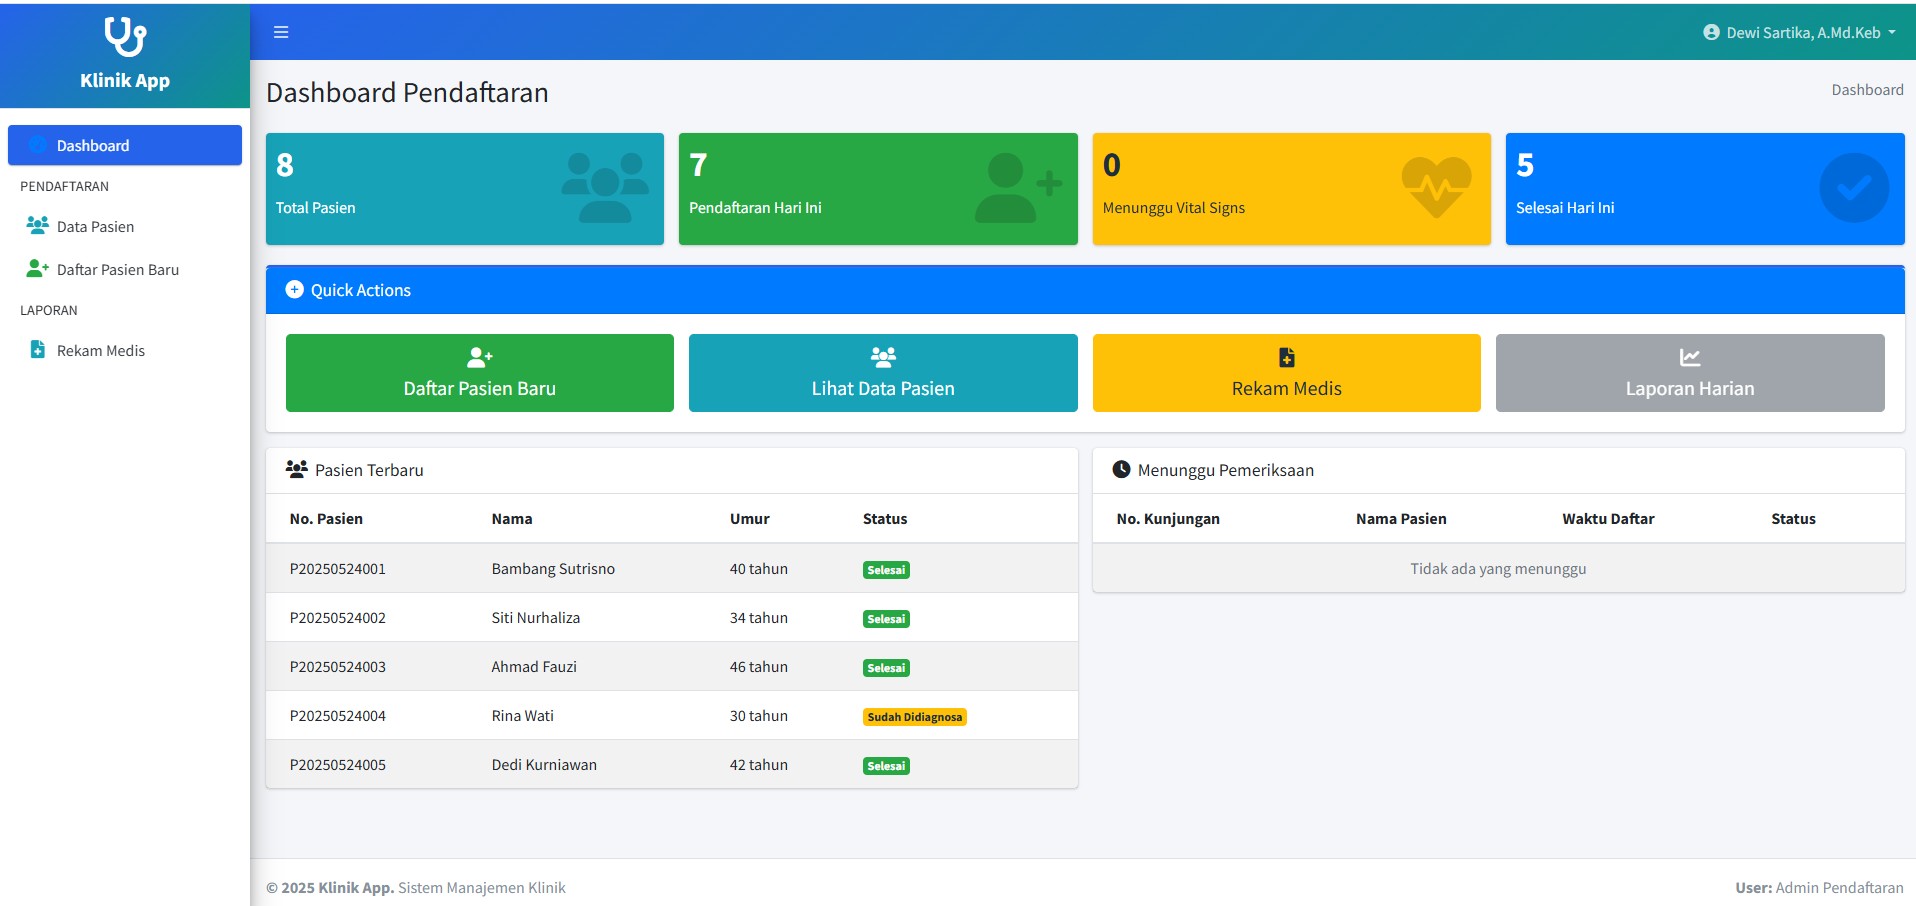 Klinik App
Dewi Sartika, A.Md.Keb
Dashboard
PENDAFTARAN
Data Pasien
Daftar Pasien Baru
LAPORAN
Rekam Medis
Dashboard Pendaftaran
Dashboard
8
Total Pasien
7
Pendaftaran Hari Ini
0
Menunggu Vital Signs
5
Selesai Hari Ini
Quick Actions
Daftar Pasien Baru
Lihat Data Pasien
Rekam Medis
Laporan Harian
Pasien Terbaru
No. Pasien Nama Umur Status
P20250524001 Bambang Sutrisno 40 tahun Selesai
P20250524002 Siti Nurhaliza 34 tahun Selesai
P20250524003 Ahmad Fauzi 46 tahun Selesai
P20250524004 Rina Wati 30 tahun Sudah Didiagnosa
P20250524005 Dedi Kurniawan 42 tahun Selesai
Menunggu Pemeriksaan
No. Kunjungan Nama Pasien Waktu Daftar Status
Tidak ada yang menunggu
© 2025 Klinik App. Sistem Manajemen Klinik
User: Admin Pendaftaran